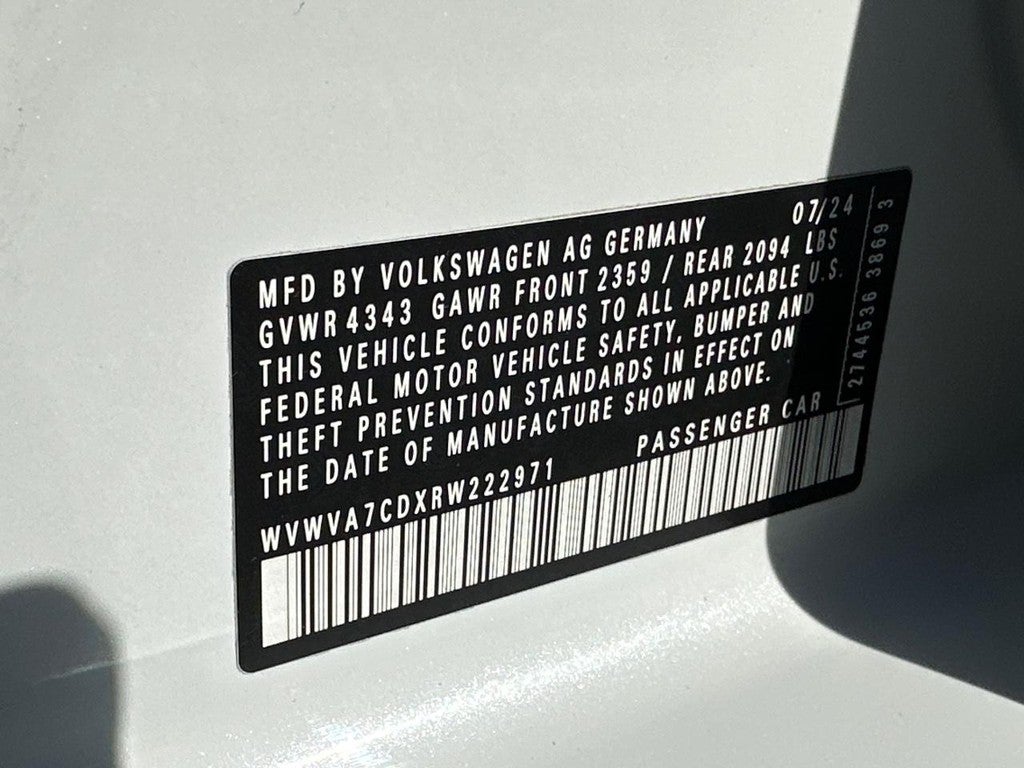 07/24
MFD BY VOLKSWAGEN AG GERMANY
GVWR 4343 GAWR FRONT 2359 / REAR 2094 LBS
THIS VEHICLE CONFORMS TO ALL APPLICABLE U.S.
FEDERAL MOTOR VEHICLE SAFETY, BUMPER AND
THEFT PREVENTION STANDARDS IN EFFECT ON
THE DATE OF MANUFACTURE SHOWN ABOVE.
WVWVA7CDXRW222971
PASSENGER CAR
2744536 3869 3